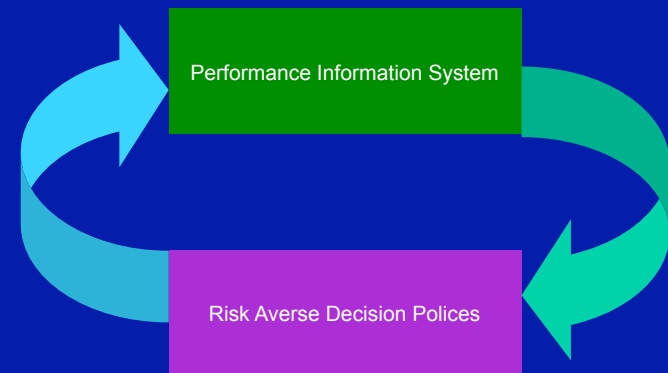 Performance Information System
Risk Averse Decision Polices